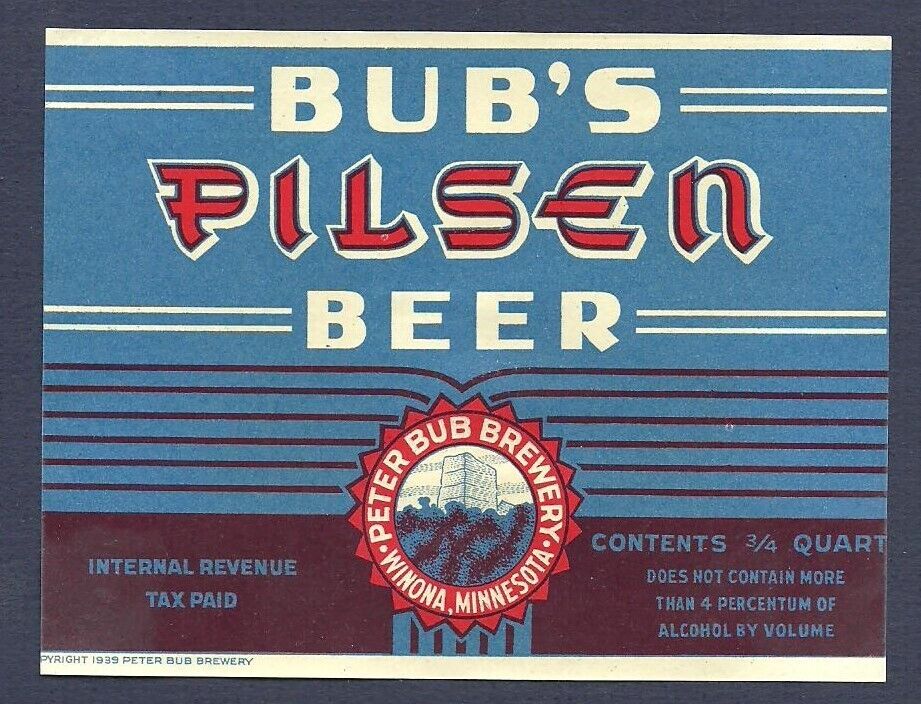 BUB'S
PILSEN
BEER
PETER BUB BREWERY
WINONA, MINNESOTA
INTERNAL REVENUE
TAX PAID
CONTENTS 3/4 QUART
DOES NOT CONTAIN MORE
THAN 4 PERCENTUM OF
ALCOHOL BY VOLUME
PYRIGHT 1939 PETER BUB BREWERY